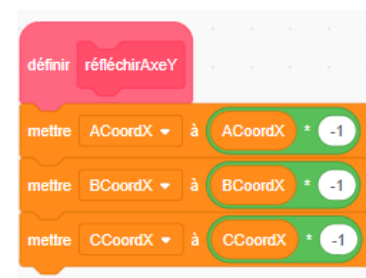 définir réfléchirAxeY
mettre ACoordX à ACoordX * -1
mettre BCoordX à BCoordX * -1
mettre CCoordX à CCoordX * -1